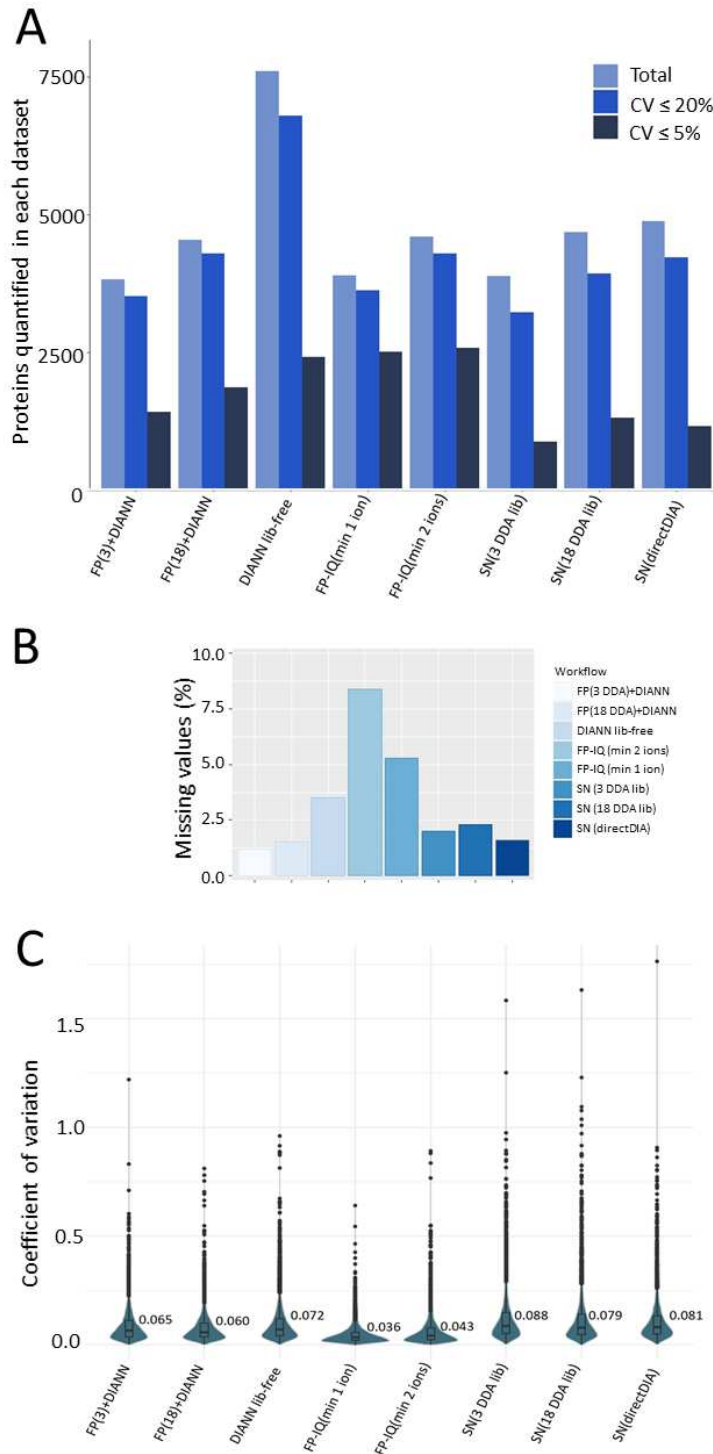 A
Proteins quantified in each dataset
7500
5000
2500
0
Total
CV ≤ 20%
CV ≤ 5%
FP(3)+DIANN
FP(18)+DIANN
DIANN lib-free
FP-IQ(min 1 ion)
FP-IQ(min 2 ions)
SN(3 DDA lib)
SN(18 DDA lib)
SN(directDIA)
B
Missing values (%)
10.0
7.5
5.0
2.5
0.0
Workflow
FP(3 DDA)+DIANN
FP(18 DDA)+DIANN
DIANN lib-free
FP-IQ (min 2 ions)
FP-IQ (min 1 ion)
SN (3 DDA lib)
SN (18 DDA lib)
SN (directDIA)
C
Coefficient of variation
1.5
1.0
0.5
0.0
0.065
0.060
0.072
0.036
0.043
0.088
0.079
0.081
FP(3)+DIANN
FP(18)+DIANN
DIANN lib-free
FP-IQ(min 1 ion)
FP-IQ(min 2 ions)
SN(3 DDA lib)
SN(18 DDA lib)
SN(directDIA)